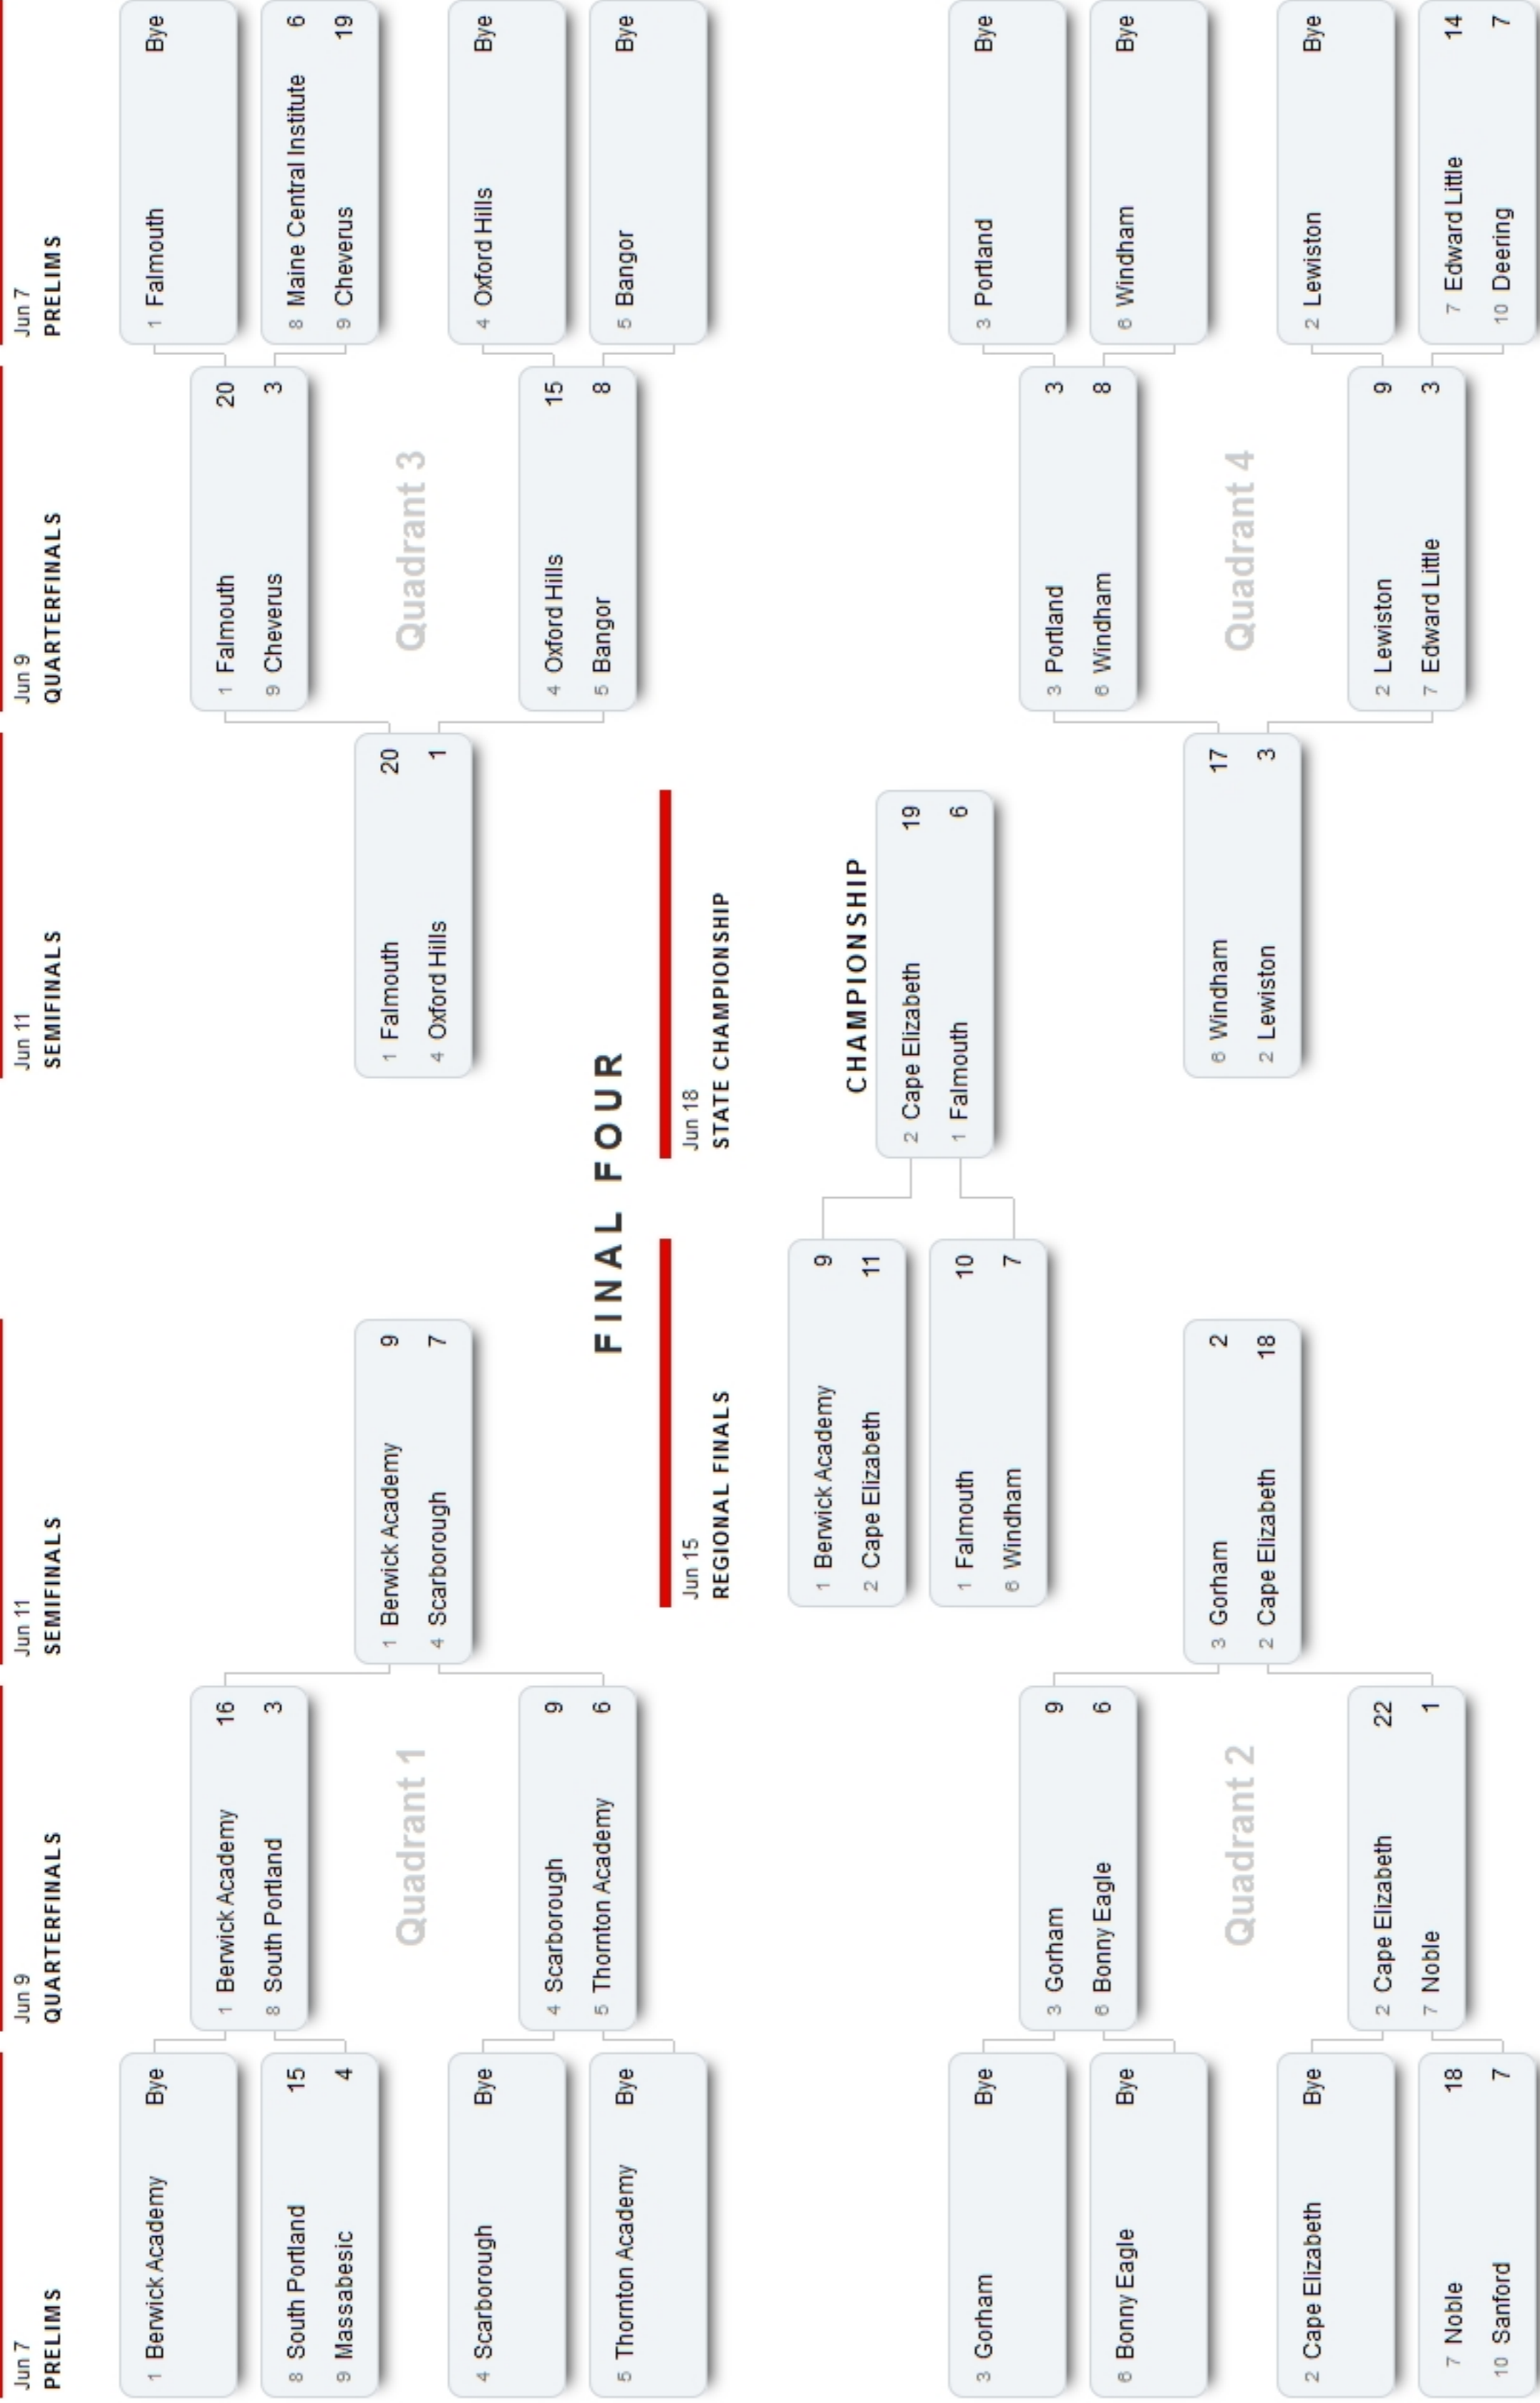 Jun 7
PRELIMS
Jun 9
QUARTERFINALS
Jun 11
SEMIFINALS
Jun 11
SEMIFINALS
Jun 9
QUARTERFINALS
Jun 7
PRELIMS
1 Berwick Academy Bye
8 South Portland 15
9 Massabesic 4
4 Scarborough Bye
5 Thornton Academy Bye
1 Berwick Academy 16
8 South Portland 3
Quadrant 1
4 Scarborough 9
5 Thornton Academy 6
1 Berwick Academy 9
4 Scarborough 7
1 Falmouth 20
4 Oxford Hills 1
1 Falmouth 20
9 Cheverus 3
Quadrant 3
4 Oxford Hills 15
5 Bangor 8
1 Falmouth Bye
8 Maine Central Institute 6
9 Cheverus 19
4 Oxford Hills Bye
5 Bangor Bye
FINAL FOUR
Jun 15
REGIONAL FINALS
Jun 18
STATE CHAMPIONSHIP
1 Berwick Academy 9
2 Cape Elizabeth 11
1 Falmouth 10
6 Windham 7
CHAMPIONSHIP
2 Cape Elizabeth 19
1 Falmouth 6
3 Gorham Bye
6 Bonny Eagle Bye
2 Cape Elizabeth Bye
7 Noble 18
10 Sanford 7
3 Gorham 9
6 Bonny Eagle 6
Quadrant 2
2 Cape Elizabeth 22
7 Noble 1
3 Gorham 2
2 Cape Elizabeth 18
6 Windham 17
2 Lewiston 3
3 Portland 3
6 Windham 8
Quadrant 4
2 Lewiston 9
7 Edward Little 3
3 Portland Bye
6 Windham Bye
2 Lewiston Bye
7 Edward Little 14
10 Deering 7